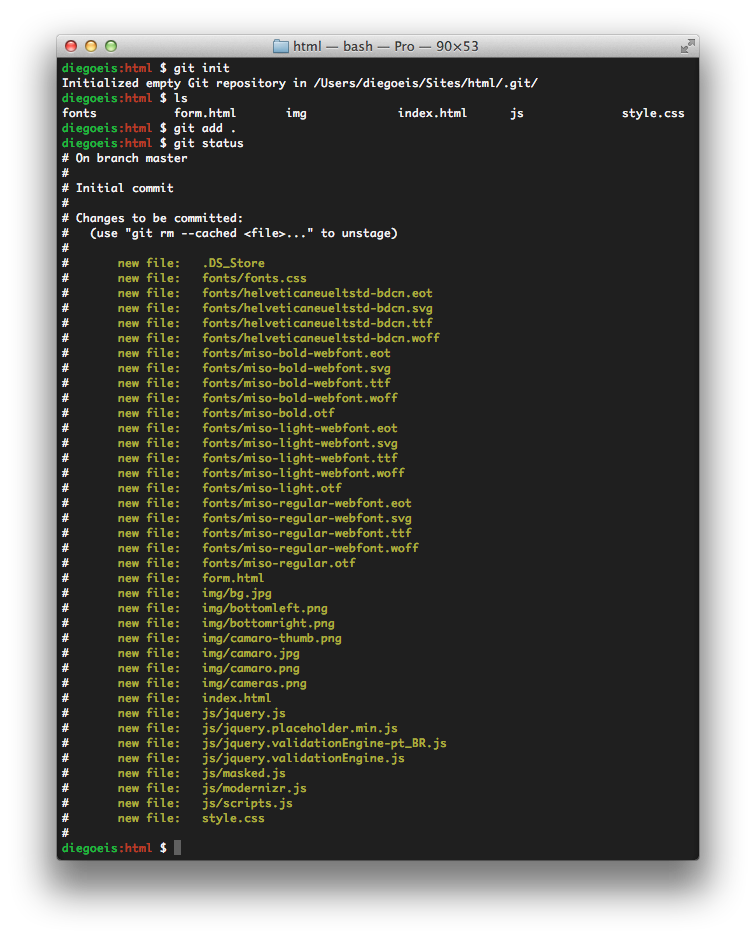 html — bash — Pro — 90×53
diegoeis:html $ git init
Initialized empty Git repository in /Users/diegoeis/Sites/html/.git/
diegoeis:html $ ls
fonts form.html img index.html js style.css
diegoeis:html $ git add .
diegoeis:html $ git status
# On branch master
#
# Initial commit
#
# Changes to be committed:
#   (use "git rm --cached <file>..." to unstage)
#
#       new file:   .DS_Store
#       new file:   fonts/fonts.css
#       new file:   fonts/helveticaneueltstd-bdcn.eot
#       new file:   fonts/helveticaneueltstd-bdcn.svg
#       new file:   fonts/helveticaneueltstd-bdcn.ttf
#       new file:   fonts/helveticaneueltstd-bdcn.woff
#       new file:   fonts/miso-bold-webfont.eot
#       new file:   fonts/miso-bold-webfont.svg
#       new file:   fonts/miso-bold-webfont.ttf
#       new file:   fonts/miso-bold-webfont.woff
#       new file:   fonts/miso-bold.otf
#       new file:   fonts/miso-light-webfont.eot
#       new file:   fonts/miso-light-webfont.svg
#       new file:   fonts/miso-light-webfont.ttf
#       new file:   fonts/miso-light-webfont.woff
#       new file:   fonts/miso-light.otf
#       new file:   fonts/miso-regular-webfont.eot
#       new file:   fonts/miso-regular-webfont.svg
#       new file:   fonts/miso-regular-webfont.ttf
#       new file:   fonts/miso-regular-webfont.woff
#       new file:   fonts/miso-regular.otf
#       new file:   form.html
#       new file:   img/bg.jpg
#       new file:   img/bottomleft.png
#       new file:   img/bottomright.png
#       new file:   img/camaro-thumb.png
#       new file:   img/camaro.jpg
#       new file:   img/camaro.png
#       new file:   img/cameras.png
#       new file:   index.html
#       new file:   js/jquery.js
#       new file:   js/jquery.placeholder.min.js
#       new file:   js/jquery.validationEngine-pt_BR.js
#       new file:   js/jquery.validationEngine.js
#       new file:   js/masked.js
#       new file:   js/modernizr.js
#       new file:   js/scripts.js
#       new file:   style.css
#
diegoeis:html $